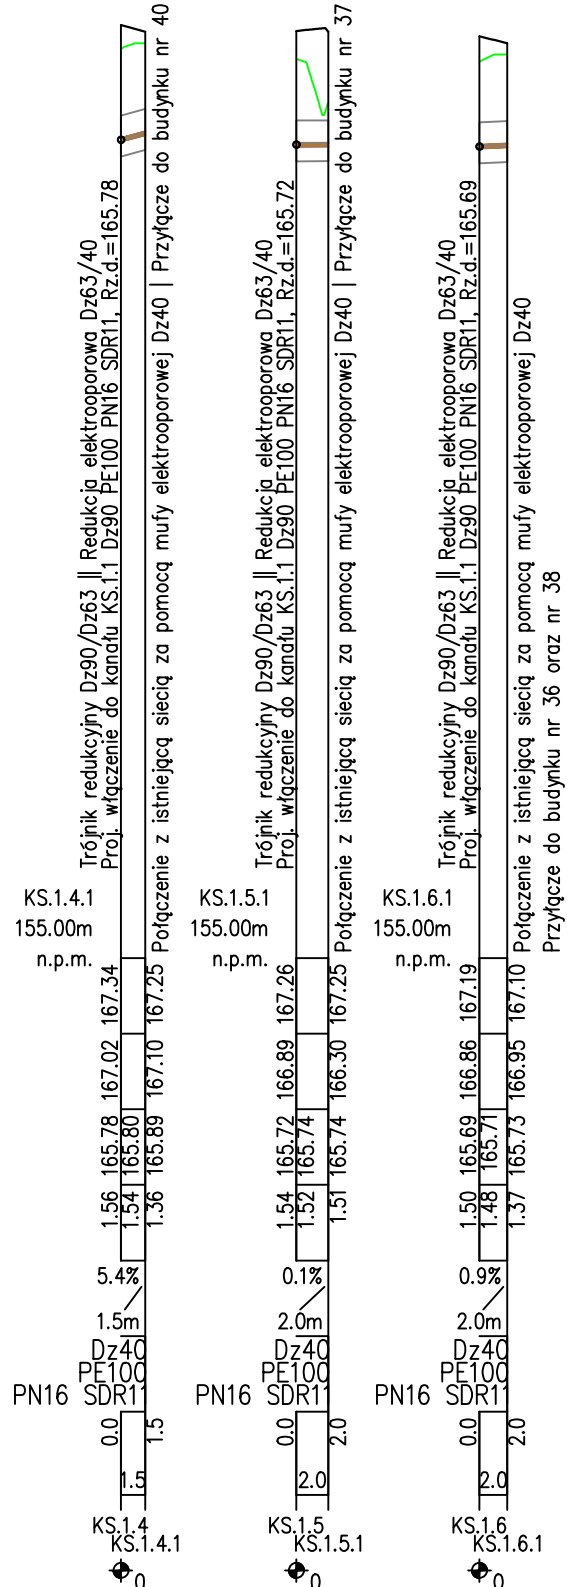 Trójnik redukcyjny Dz90/Dz63 || Redukcja elektrooporowa Dz63/40
Proj. włączenie do kanału KS.1.1 Dz90 PE100 PN16 SDR11, Rz.d.=165.78
Połączenie z istniejącą siecią za pomocą mufy elektrooporowej Dz40 | Przyłącze do budynku nr 40
KS.1.4.1
155.00m
n.p.m.
167.34
167.25
167.02
167.10
165.78
165.80
165.89
1.56
1.54
1.36
5.4%
1.5m
Dz40
PE100
PN16 SDR11
0.0
1.5
1.5
KS.1.4
KS.1.4.1
0
Trójnik redukcyjny Dz90/Dz63 || Redukcja elektrooporowa Dz63/40
Proj. włączenie do kanału KS.1.1 Dz90 PE100 PN16 SDR11, Rz.d.=165.72
Połączenie z istniejącą siecią za pomocą mufy elektrooporowej Dz40 | Przyłącze do budynku nr 37
KS.1.5.1
155.00m
n.p.m.
167.26
167.25
166.89
166.30
165.72
165.74
165.74
1.54
1.52
1.51
0.1%
2.0m
Dz40
PE100
PN16 SDR11
0.0
2.0
2.0
KS.1.5
KS.1.5.1
0
Trójnik redukcyjny Dz90/Dz63 || Redukcja elektrooporowa Dz63/40
Proj. włączenie do kanału KS.1.1 Dz90 PE100 PN16 SDR11, Rz.d.=165.69
Połączenie z istniejącą siecią za pomocą mufy elektrooporowej Dz40
Przyłącze do budynku nr 36 oraz nr 38
KS.1.6.1
155.00m
n.p.m.
167.19
167.10
166.86
166.95
165.69
165.71
165.73
1.50
1.48
1.37
0.9%
2.0m
Dz40
PE100
PN16 SDR11
0.0
2.0
2.0
KS.1.6
KS.1.6.1
0